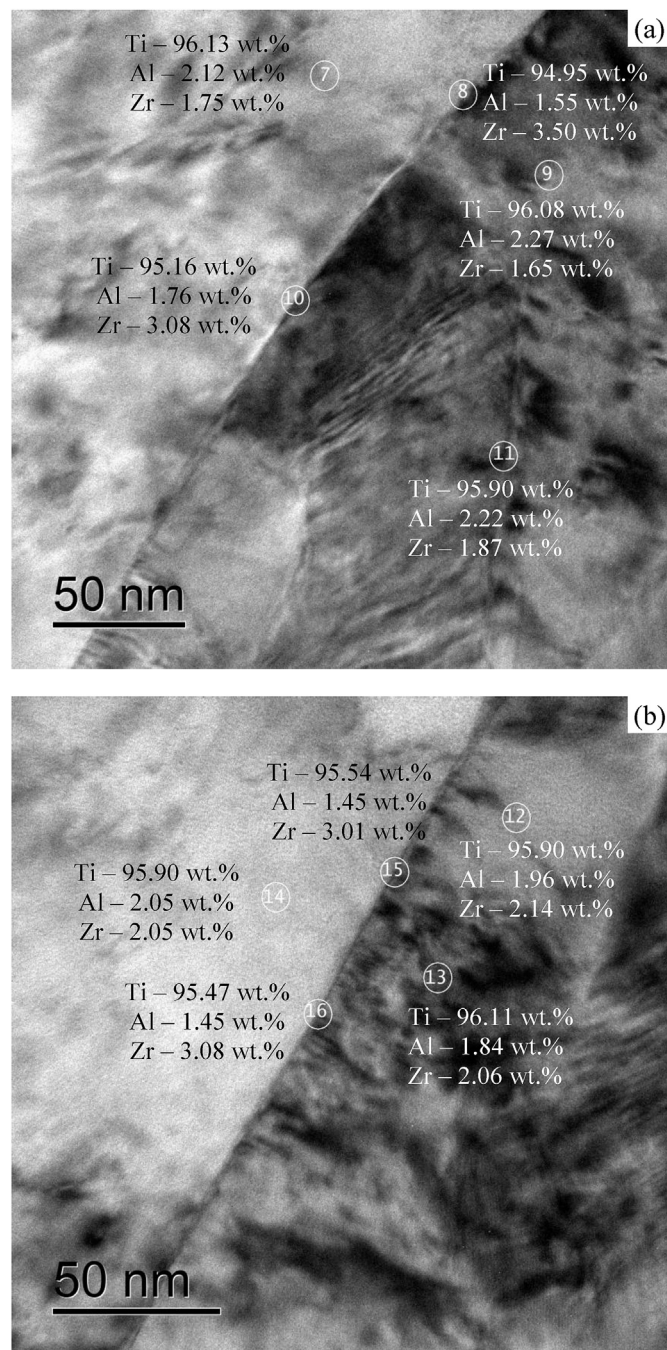 (a)
Ti – 96.13 wt.%
Al – 2.12 wt.%
Zr – 1.75 wt.%
7
8
Ti – 94.95 wt.%
Al – 1.55 wt.%
Zr – 3.50 wt.%
9
Ti – 96.08 wt.%
Al – 2.27 wt.%
Zr – 1.65 wt.%
Ti – 95.16 wt.%
Al – 1.76 wt.%
Zr – 3.08 wt.%
10
11
Ti – 95.90 wt.%
Al – 2.22 wt.%
Zr – 1.87 wt.%
50 nm
(b)
Ti – 95.54 wt.%
Al – 1.45 wt.%
Zr – 3.01 wt.%
15
12
Ti – 95.90 wt.%
Al – 1.96 wt.%
Zr – 2.14 wt.%
Ti – 95.90 wt.%
Al – 2.05 wt.%
Zr – 2.05 wt.%
14
13
Ti – 96.11 wt.%
Al – 1.84 wt.%
Zr – 2.06 wt.%
Ti – 95.47 wt.%
Al – 1.45 wt.%
Zr – 3.08 wt.%
16
50 nm